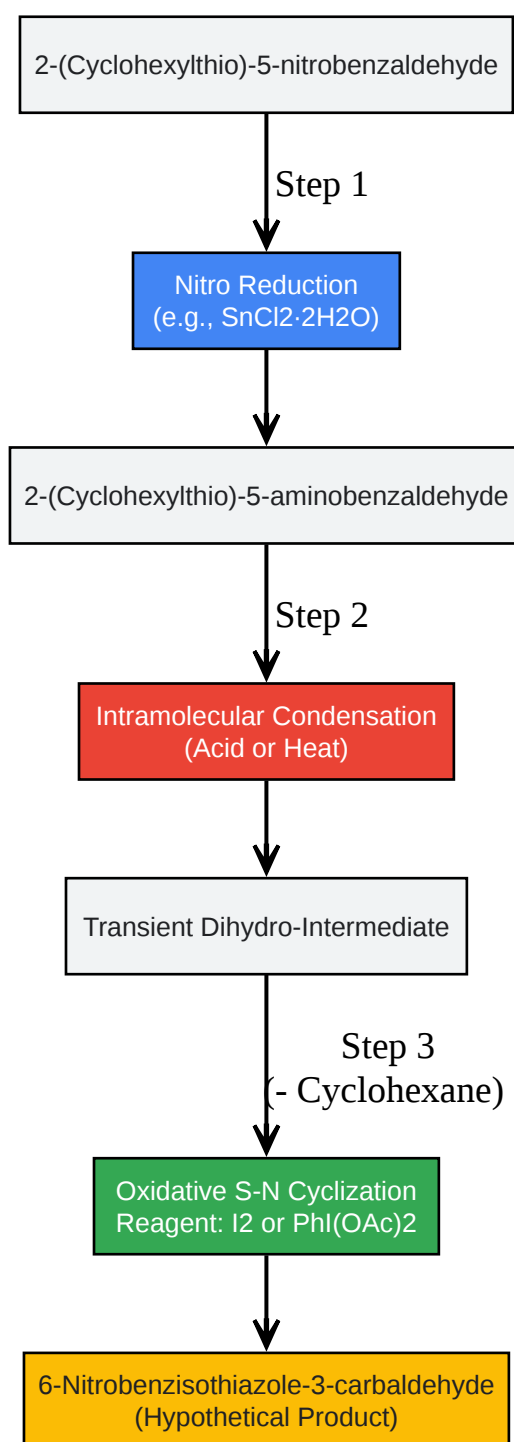 2-(Cyclohexylthio)-5-nitrobenzaldehyde
Step 1
Nitro Reduction
(e.g., SnCl2·2H2O)
2-(Cyclohexylthio)-5-aminobenzaldehyde
Step 2
Intramolecular Condensation
(Acid or Heat)
Transient Dihydro-Intermediate
Step 3
(- Cyclohexane)
Oxidative S-N Cyclization
Reagent: I2 or PhI(OAc)2
6-Nitrobenzisothiazole-3-carbaldehyde
(Hypothetical Product)